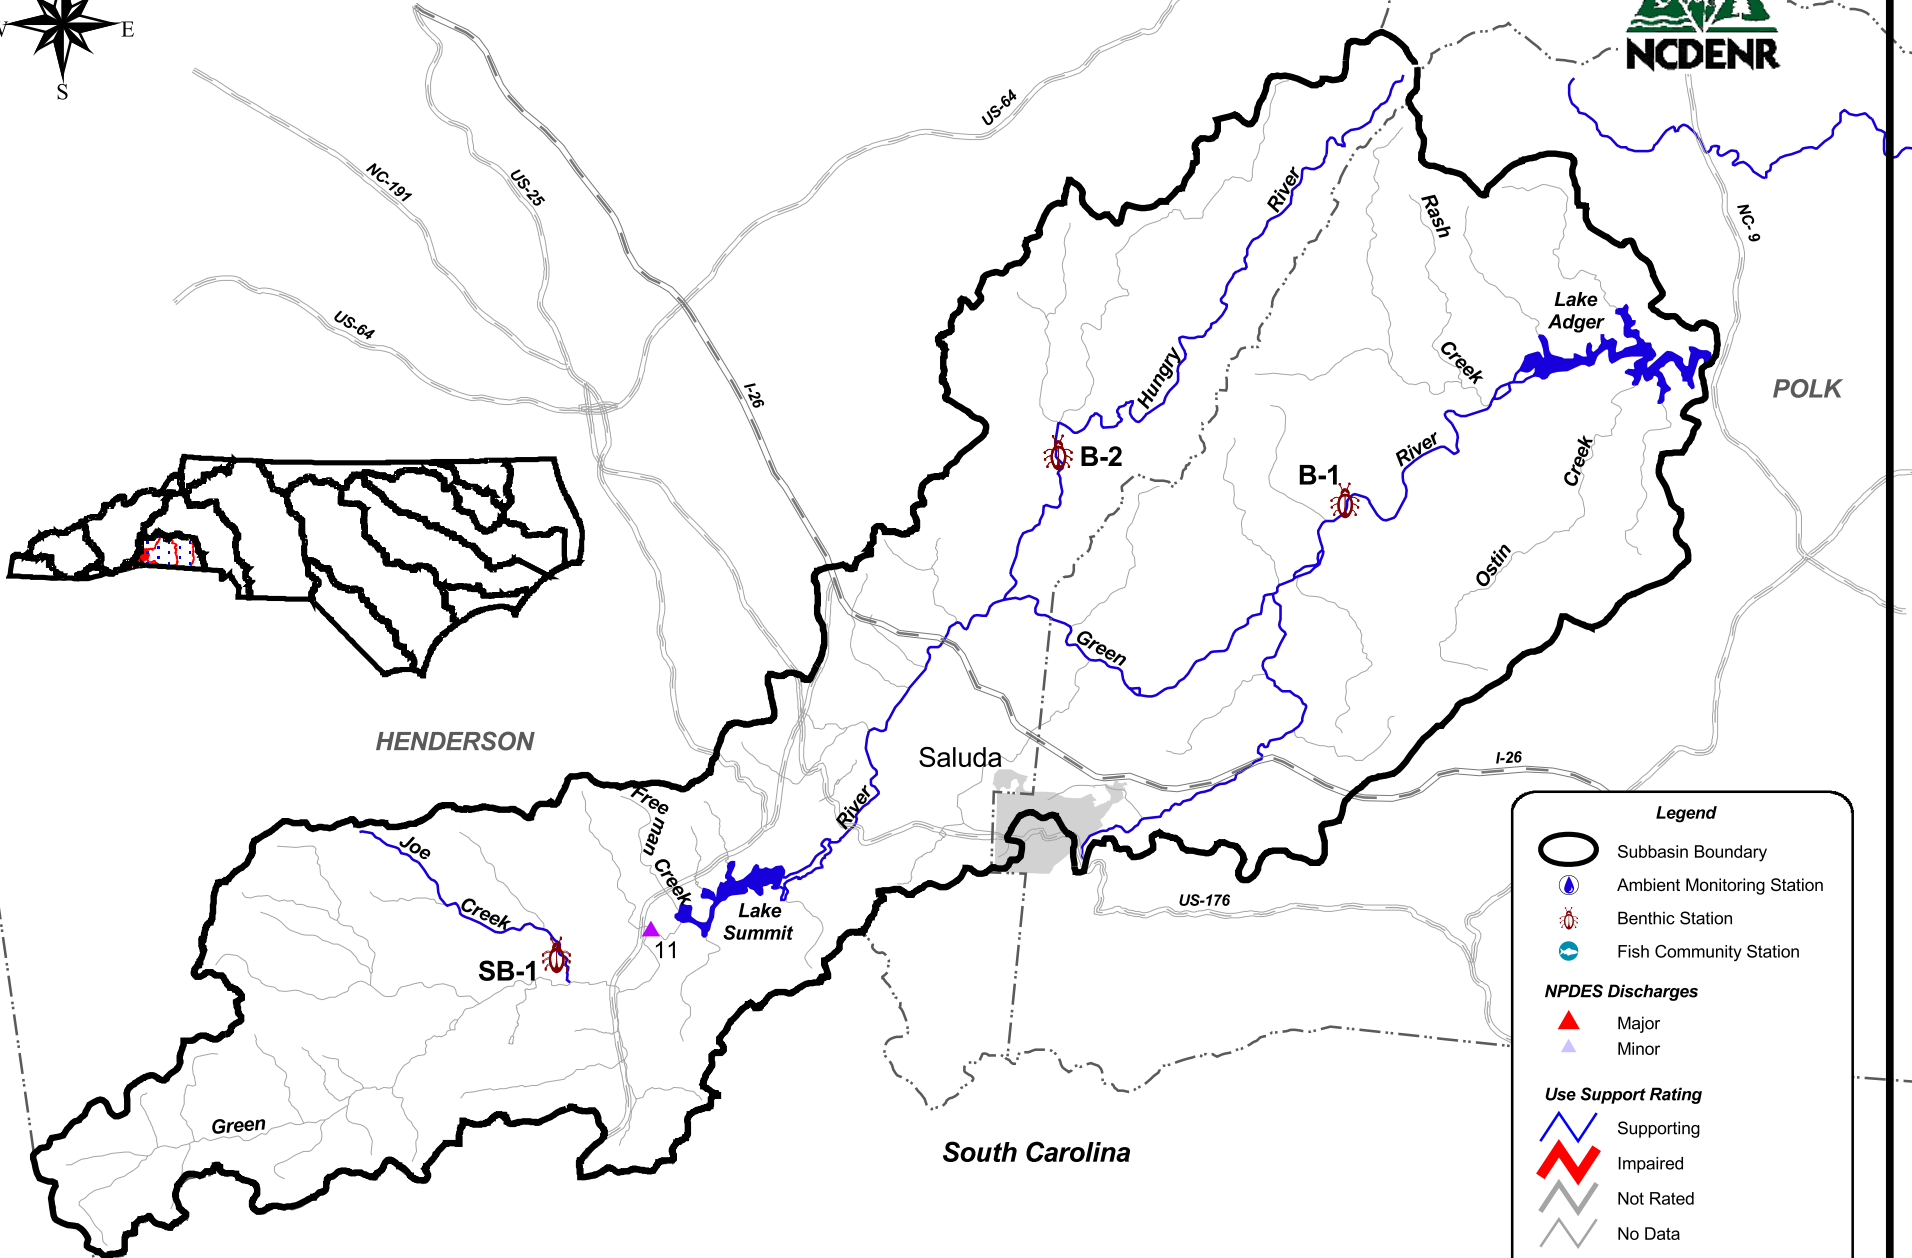 E
S
NCDENR
US-64
NC-191
US-25
River
Rash
NC- 9
Lake
Adger
US-64
Creek
Hungry
I-26
POLK
B-2
River
Creek
B-1
Ostin
Green
HENDERSON
Saluda
I-26
Free man
River
Joe
Creek
Creek
US-176
Lake
Summit
11
SB-1
Green
South Carolina
Legend
Subbasin Boundary
Ambient Monitoring Station
Benthic Station
Fish Community Station
NPDES Discharges
Major
Minor
Use Support Rating
Supporting
Impaired
Not Rated
No Data